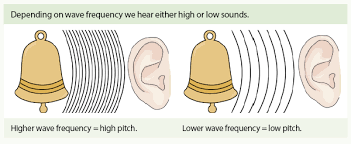 Depending on wave frequency we hear either high or low sounds.
Higher wave frequency = high pitch.
Lower wave frequency = low pitch.